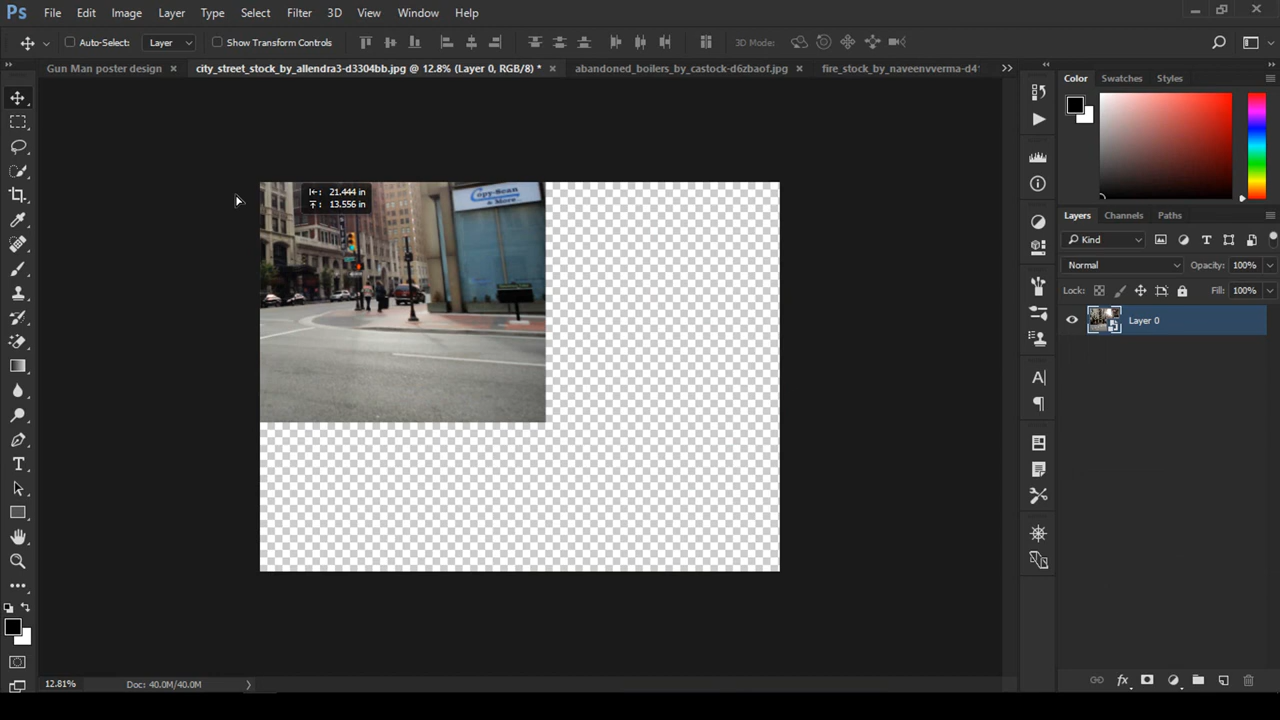 Ps File Edit Image Layer Type Select Filter 3D View Window Help
Auto-Select: Layer Show Transform Controls 3D Mode:
Gun Man poster design × city_street_stock_by_allendra3-d3304bb.jpg @ 12.8% (Layer 0, RGB/8) * × abandoned_boilers_by_castock-d6zbaof.jpg × fire_stock_by_naveenvverma-d4
Color Swatches Styles
21.444 in
13.556 in
Copy-Scan
& More...
Layers Channels Paths
Kind
Normal Opacity: 100%
Lock: Fill: 100%
Layer 0
12.81% Doc: 40.0M/40.0M